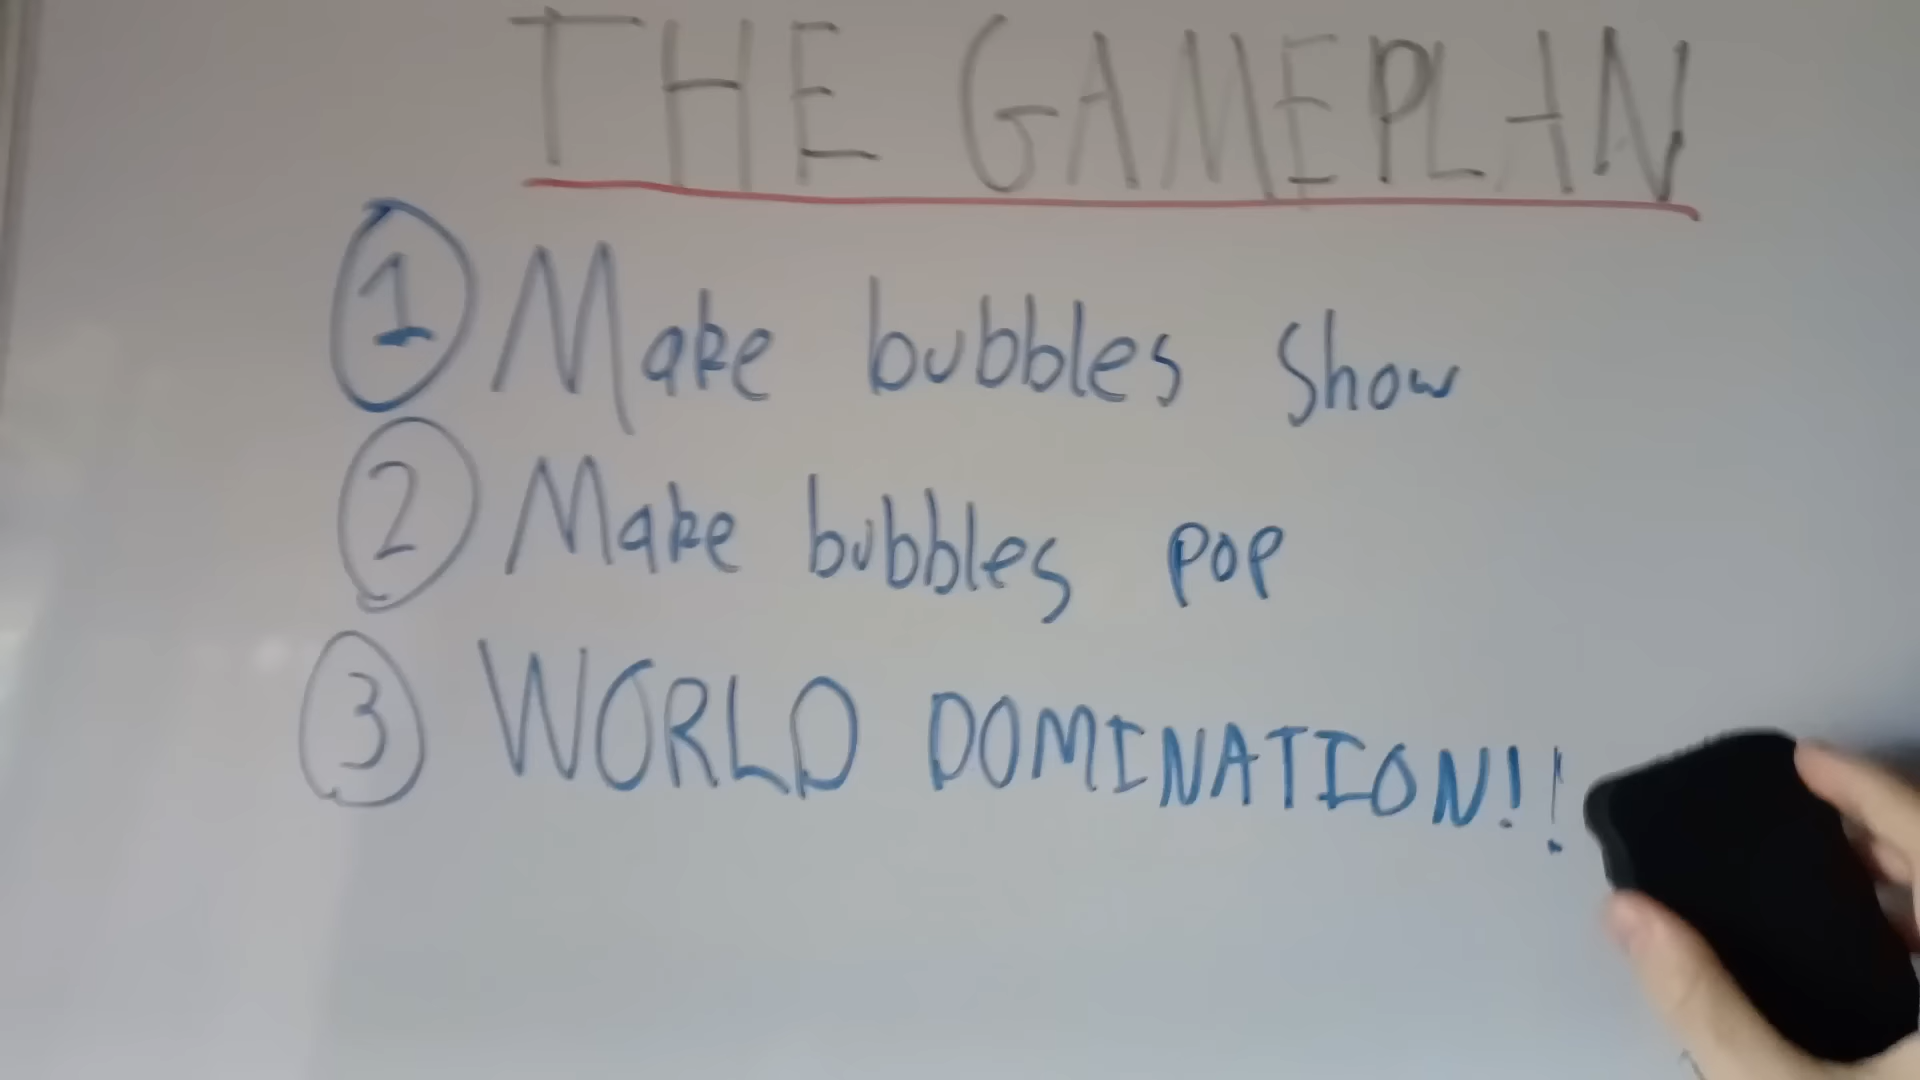 THE GAMEPLAN
1 Make bubbles show
2 Make bubbles pop
3 WORLD DOMINATION!!